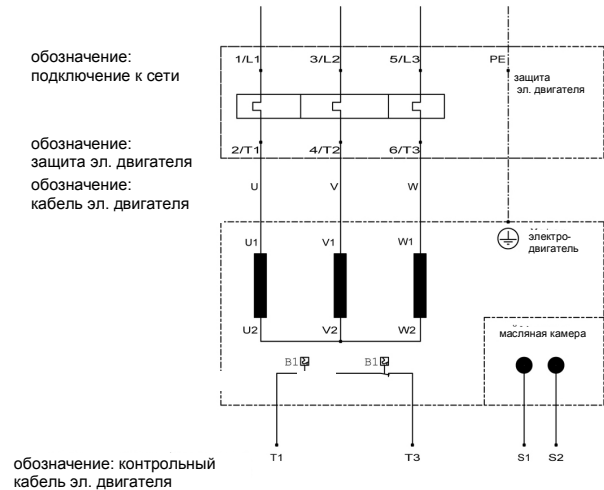 обозначение:
подключение к сети
1/L1 3/L2 5/L3 PE
защита
эл. двигателя
обозначение:
защита эл. двигателя
2/T1 4/T2 6/T3
обозначение:
кабель эл. двигателя
U V W
U1 V1 W1
электро-
двигатель
U2 V2 W2
масляная камера
B1 B1
T1 T3 S1 S2
обозначение: контрольный
кабель эл. двигателя